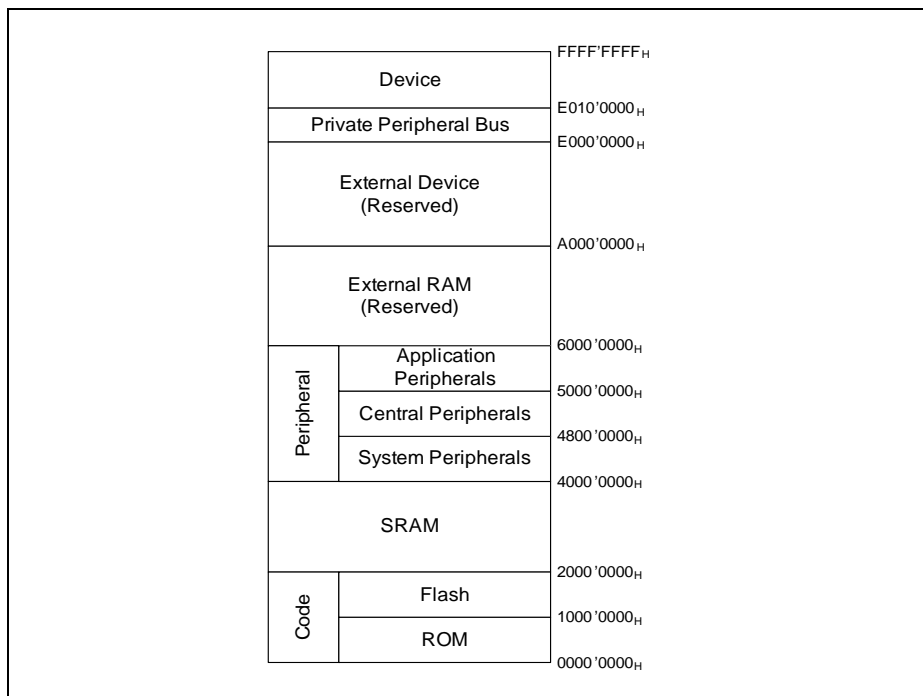 FFFF'FFFFH
Device
E010'0000H
Private Peripheral Bus
E000'0000H
External Device
(Reserved)
A000'0000H
External RAM
(Reserved)
6000'0000H
Peripheral
Application
Peripherals
5000'0000H
Central Peripherals
4800'0000H
System Peripherals
4000'0000H
SRAM
2000'0000H
Code
Flash
1000'0000H
ROM
0000'0000H